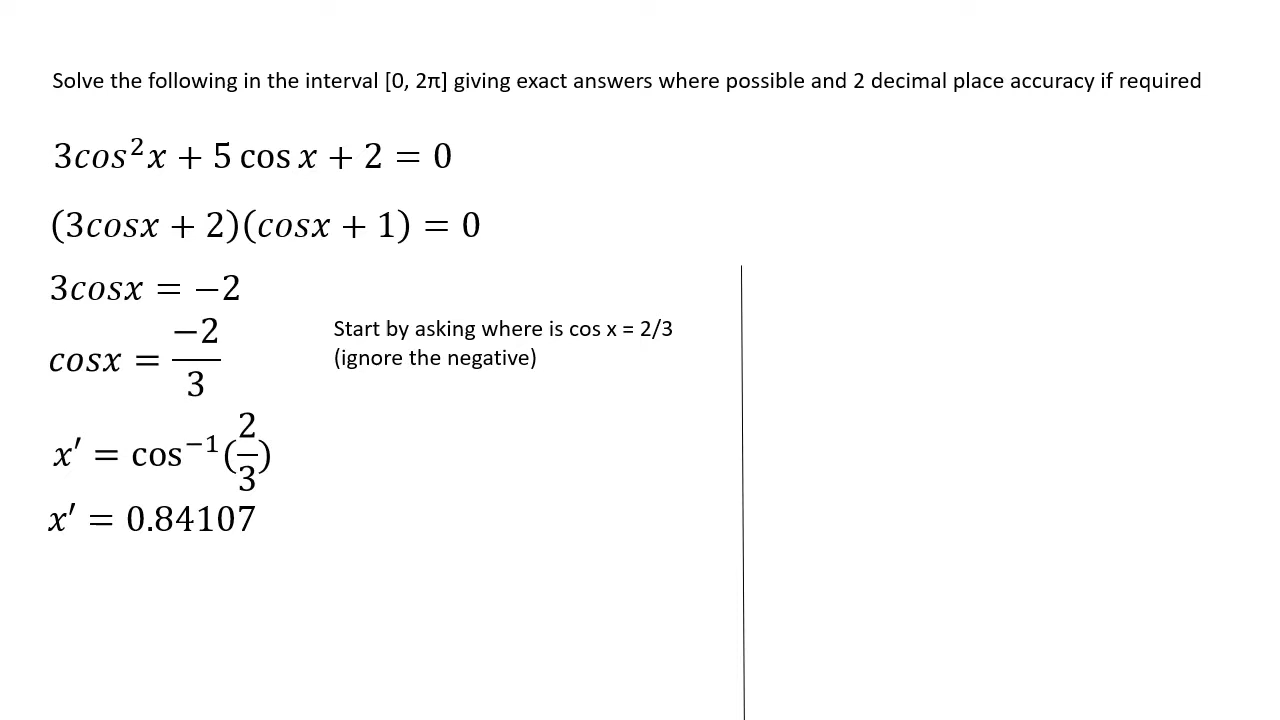 Solve the following in the interval [0, 2π] giving exact answers where possible and 2 decimal place accuracy if required
3cos²x + 5 cos x + 2 = 0
(3cosx + 2)(cosx + 1) = 0
3cosx = −2
cosx = −2/3
Start by asking where is cos x = 2/3
(ignore the negative)
x′ = cos⁻¹(2/3)
x′ = 0.84107